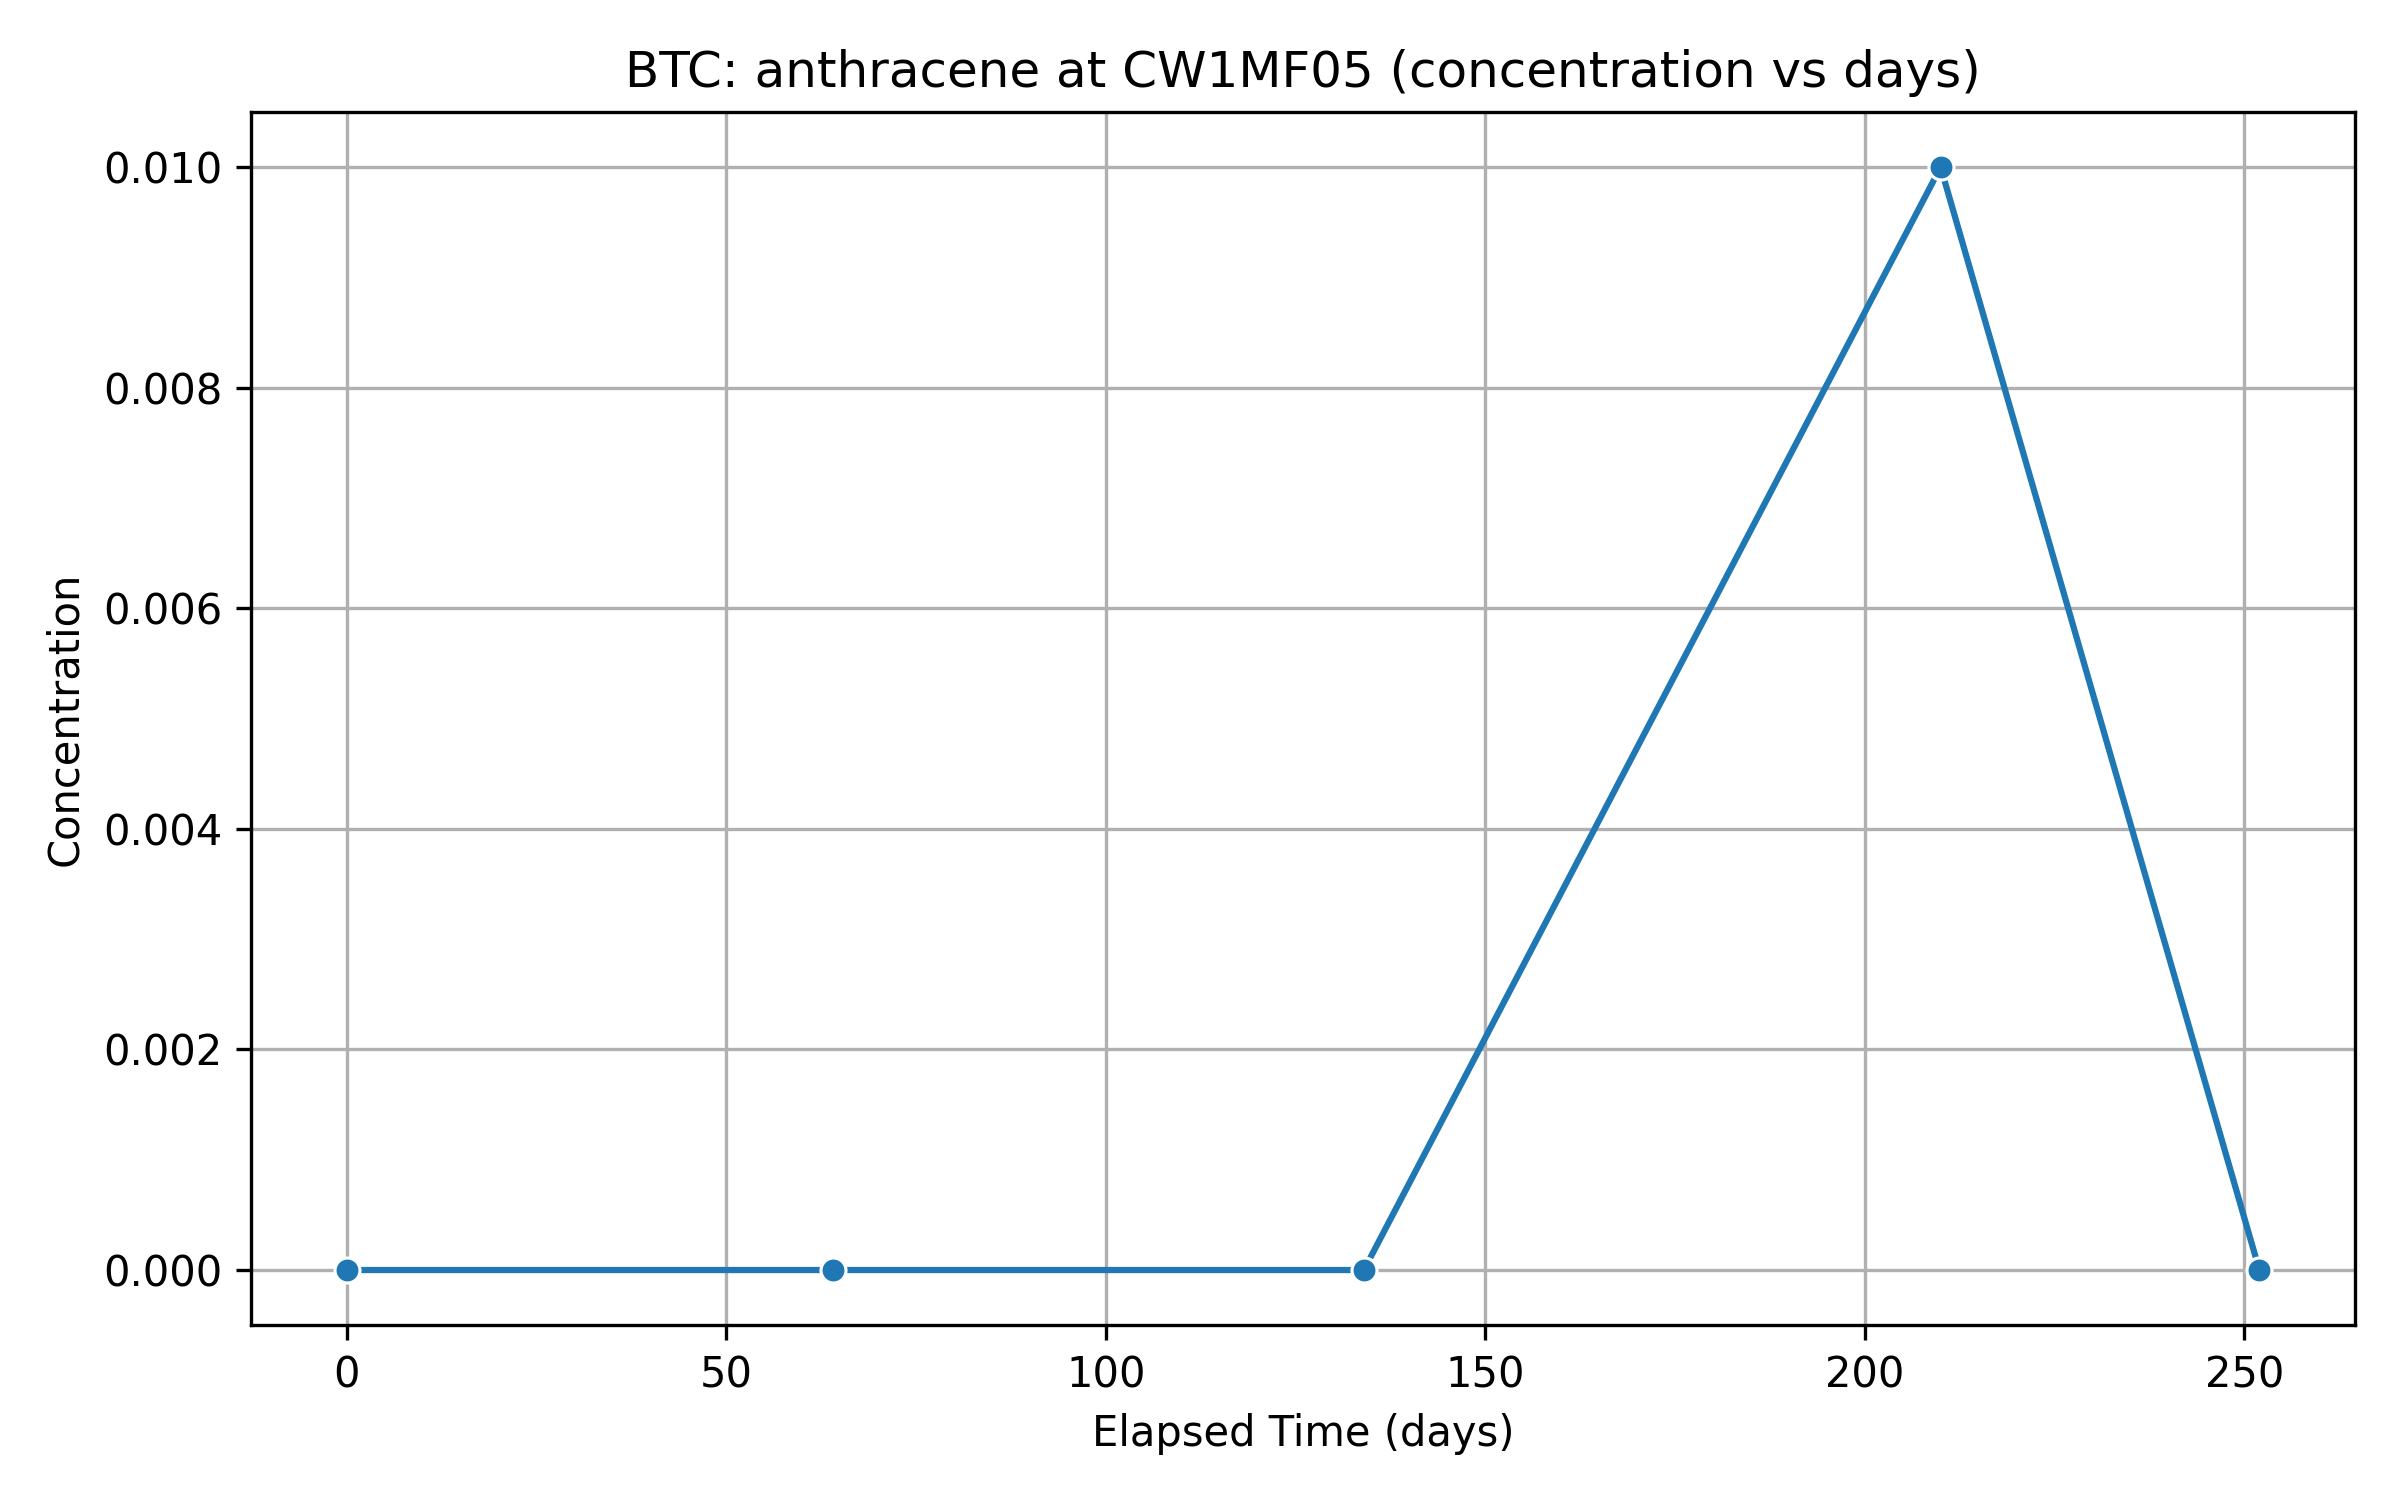 BTC: anthracene at CW1MF05 (concentration vs days)
0.010
0.008
0.006
0.004
0.002
0.000
Concentration
0 50 100 150 200 250
Elapsed Time (days)